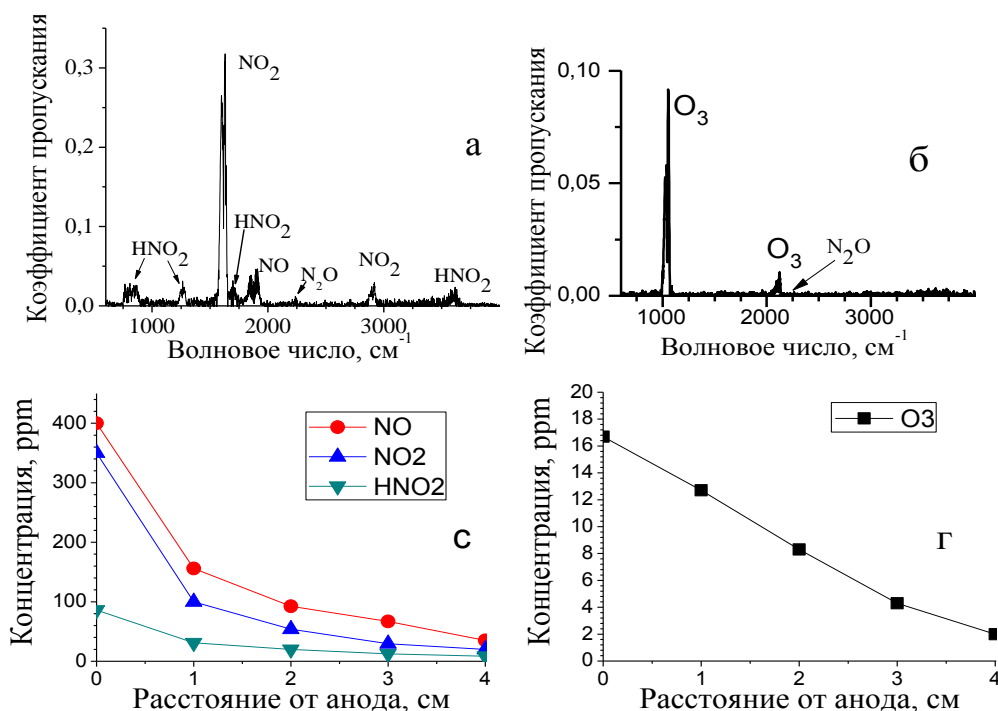 Коэффициент пропускания
0,3
0,2
0,1
0,0
NO2
HNO2
HNO2
NO
N2O
NO2
HNO2
а
1000
2000
3000
Волновое число, см-1
Коэффициент пропускания
0,10
0,05
0,00
O3
O3
N2O
б
1000
2000
3000
Волновое число, см-1
Концентрация, ppm
400
300
200
100
0
NO
NO2
HNO2
с
0
1
2
3
4
Расстояние от анода, см
Концентрация, ppm
20
18
16
14
12
10
8
6
4
2
0
O3
г
0
1
2
3
4
Расстояние от анода, см